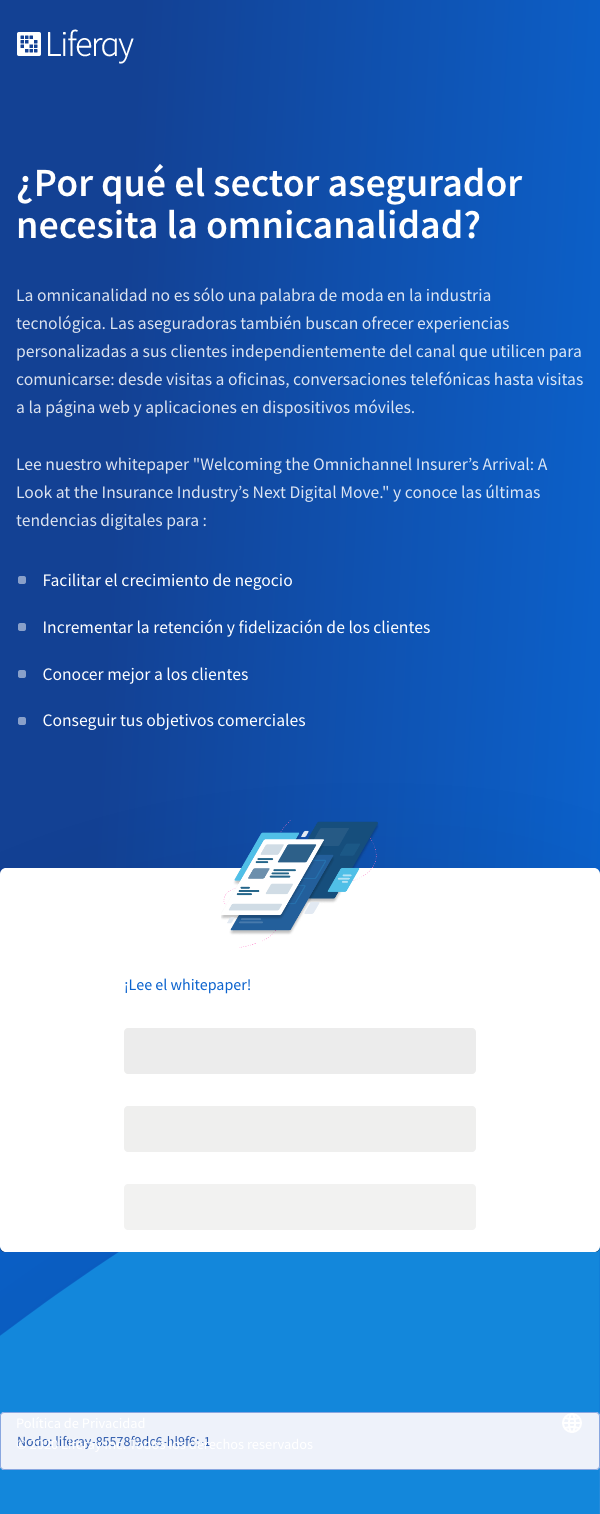 Liferay
¿Por qué el sector asegurador
necesita la omnicanalidad?
La omnicanalidad no es sólo una palabra de moda en la industria
tecnológica. Las aseguradoras también buscan ofrecer experiencias
personalizadas a sus clientes independientemente del canal que utilicen para
comunicarse: desde visitas a oficinas, conversaciones telefónicas hasta visitas
a la página web y aplicaciones en dispositivos móviles.
Lee nuestro whitepaper "Welcoming the Omnichannel Insurer’s Arrival: A
Look at the Insurance Industry’s Next Digital Move." y conoce las últimas
tendencias digitales para :
Facilitar el crecimiento de negocio
Incrementar la retención y fidelización de los clientes
Conocer mejor a los clientes
Conseguir tus objetivos comerciales
¡Lee el whitepaper!
Política de Privacidad
Nodo: liferay-85578f9dc6-hl9f6:-1
derechos reservados